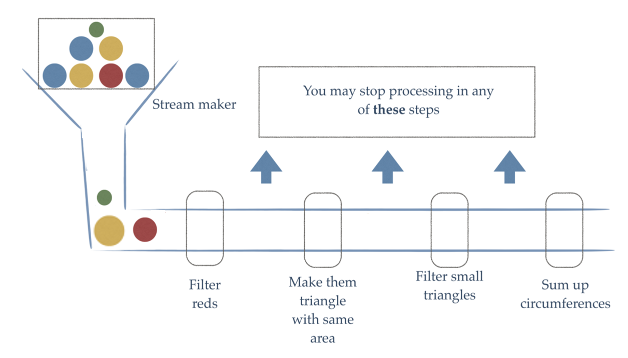 Stream maker
You may stop processing in any
of these steps
Filter
reds
Make them
triangle
with same
area
Filter small
triangles
Sum up
circumferences